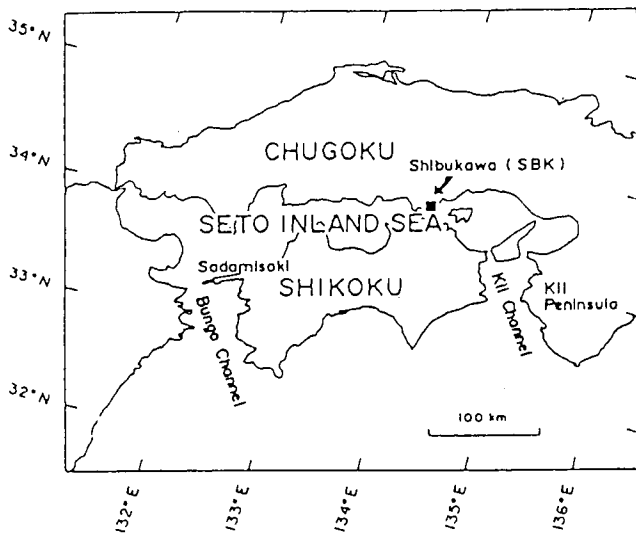 35°N
CHUGOKU
34°N
Shibukawa (SBK)
SEITO INLAND SEA
Sadamisaki
33°N
SHIKOKU
Bungo Channel
Kii Channel
Kii
Peninsula
32°N
100 km
132°E
133°E
134°E
135°E
136°E